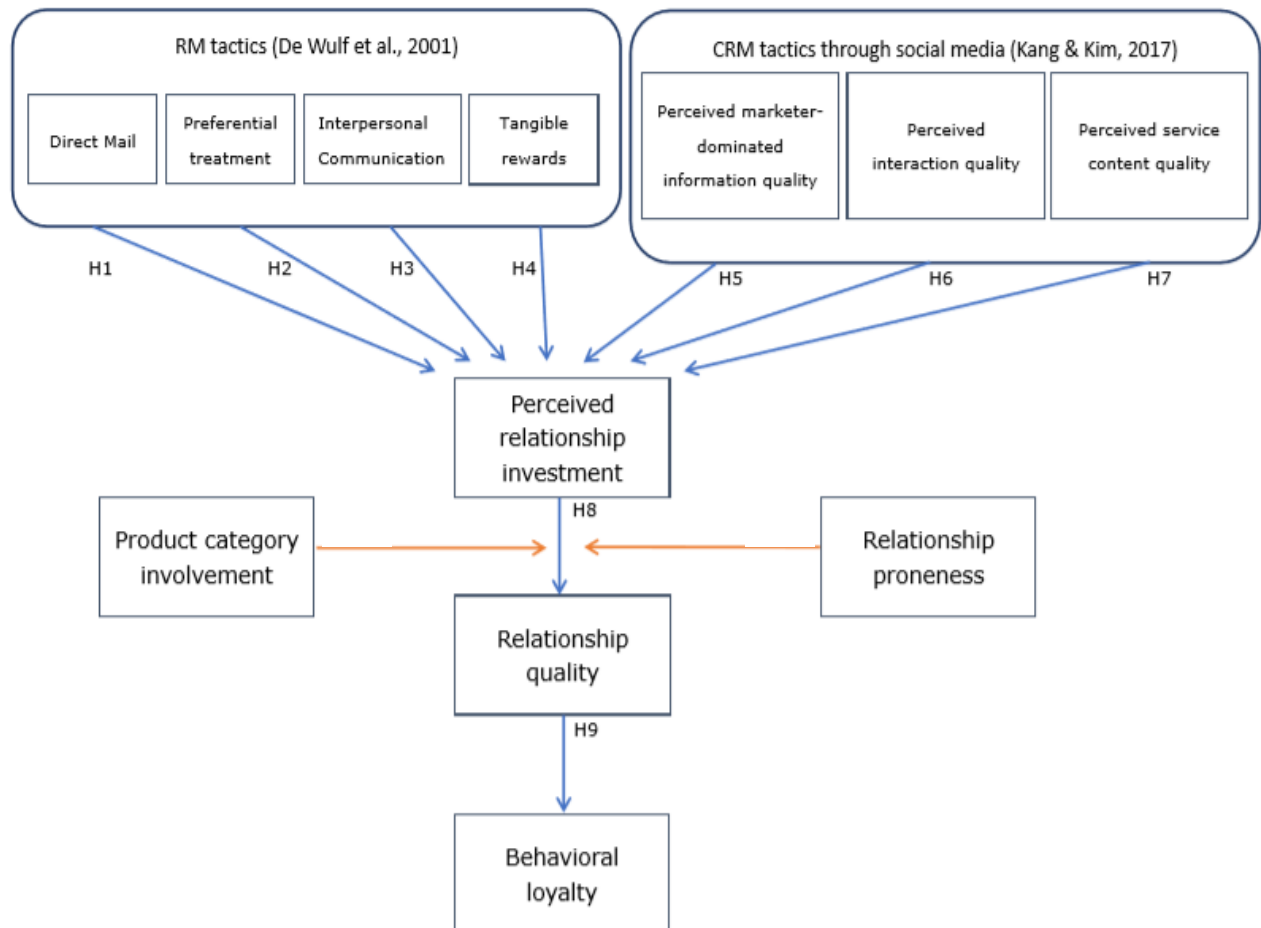 RM tactics (De Wulf et al., 2001)
Direct Mail
Preferential
treatment
Interpersonal
Communication
Tangible
rewards
CRM tactics through social media (Kang & Kim, 2017)
Perceived marketer-
dominated
information quality
Perceived
interaction quality
Perceived service
content quality
H1
H2
H3
H4
H5
H6
H7
Perceived
relationship
investment
H8
Product category
involvement
Relationship
proneness
Relationship
quality
H9
Behavioral
loyalty